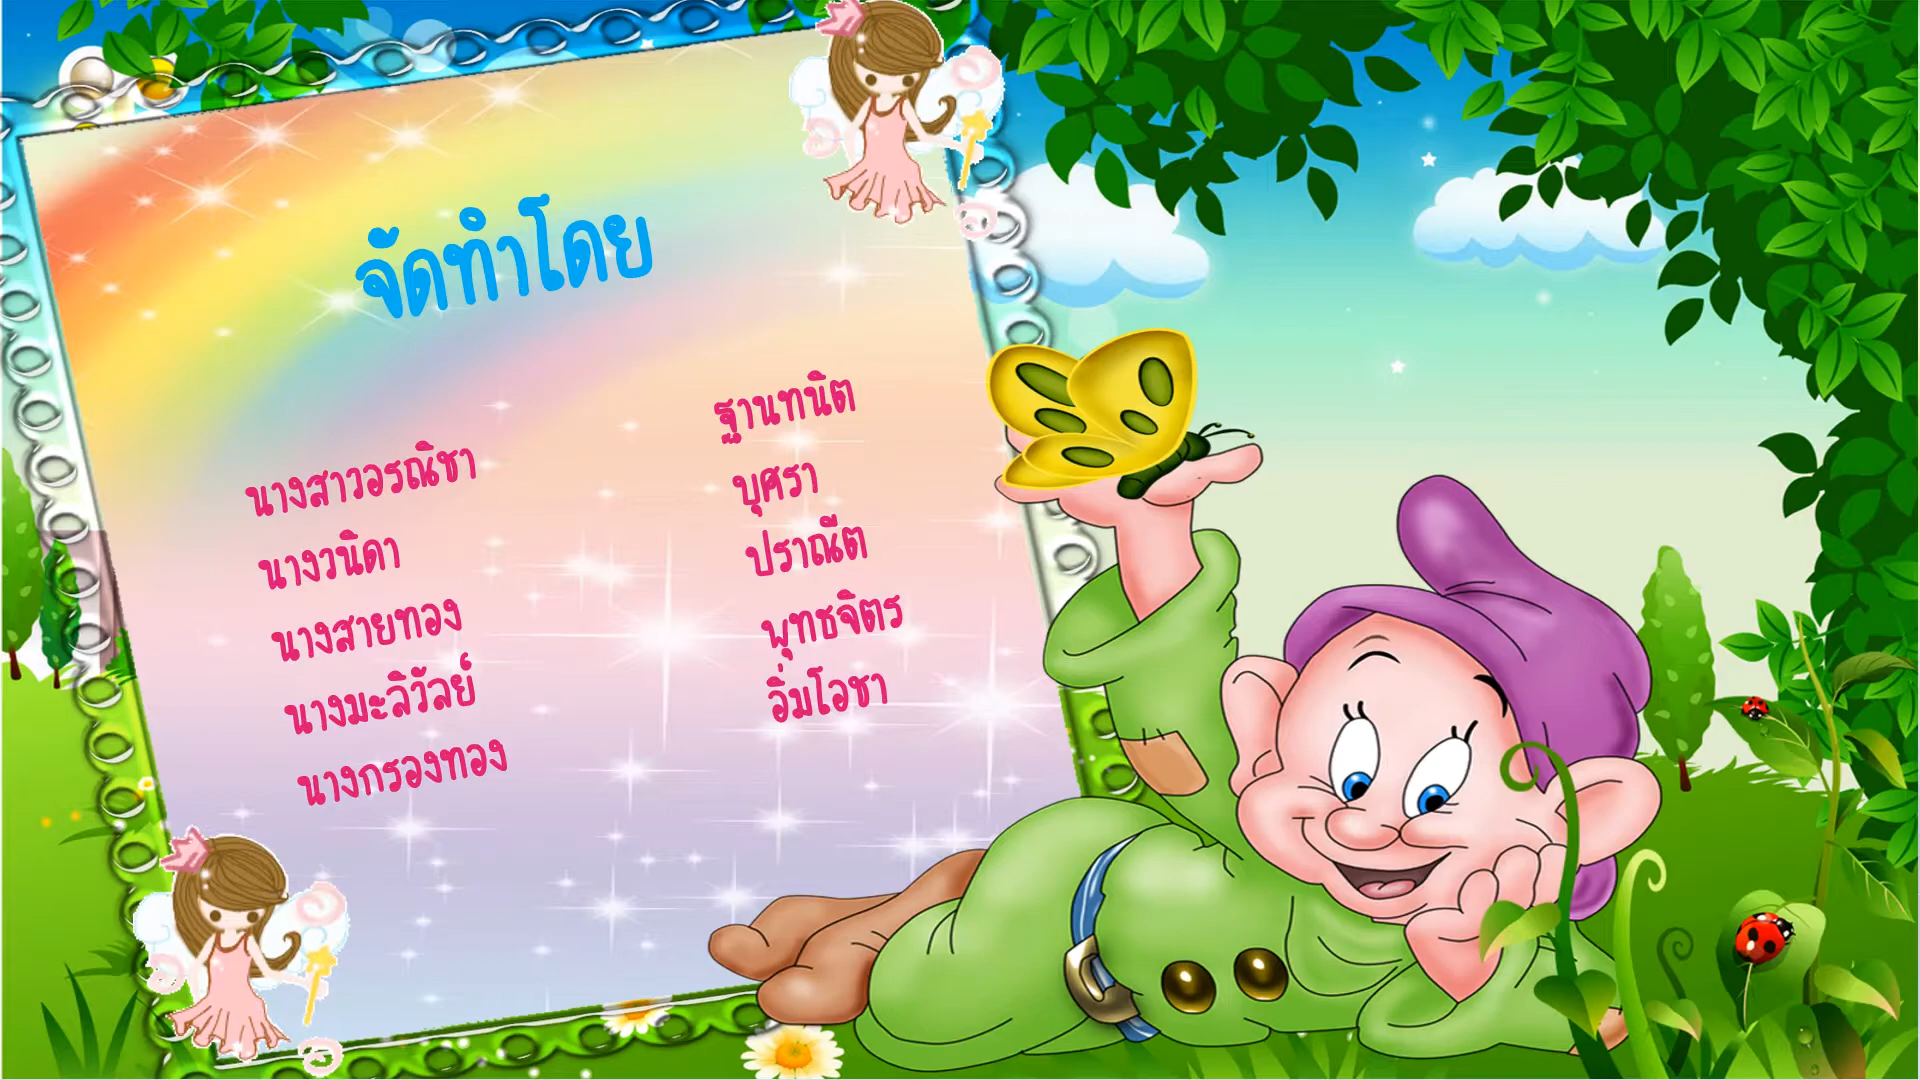 จัดทำโดย
นางสาวอรณิชา ฐานทนิต
นางวนิดา บุศรา
นางสายทอง ปราณีต
นางมะลิวัลย์ พุทธจิตร
นางกรองทอง อิ่มโอชา